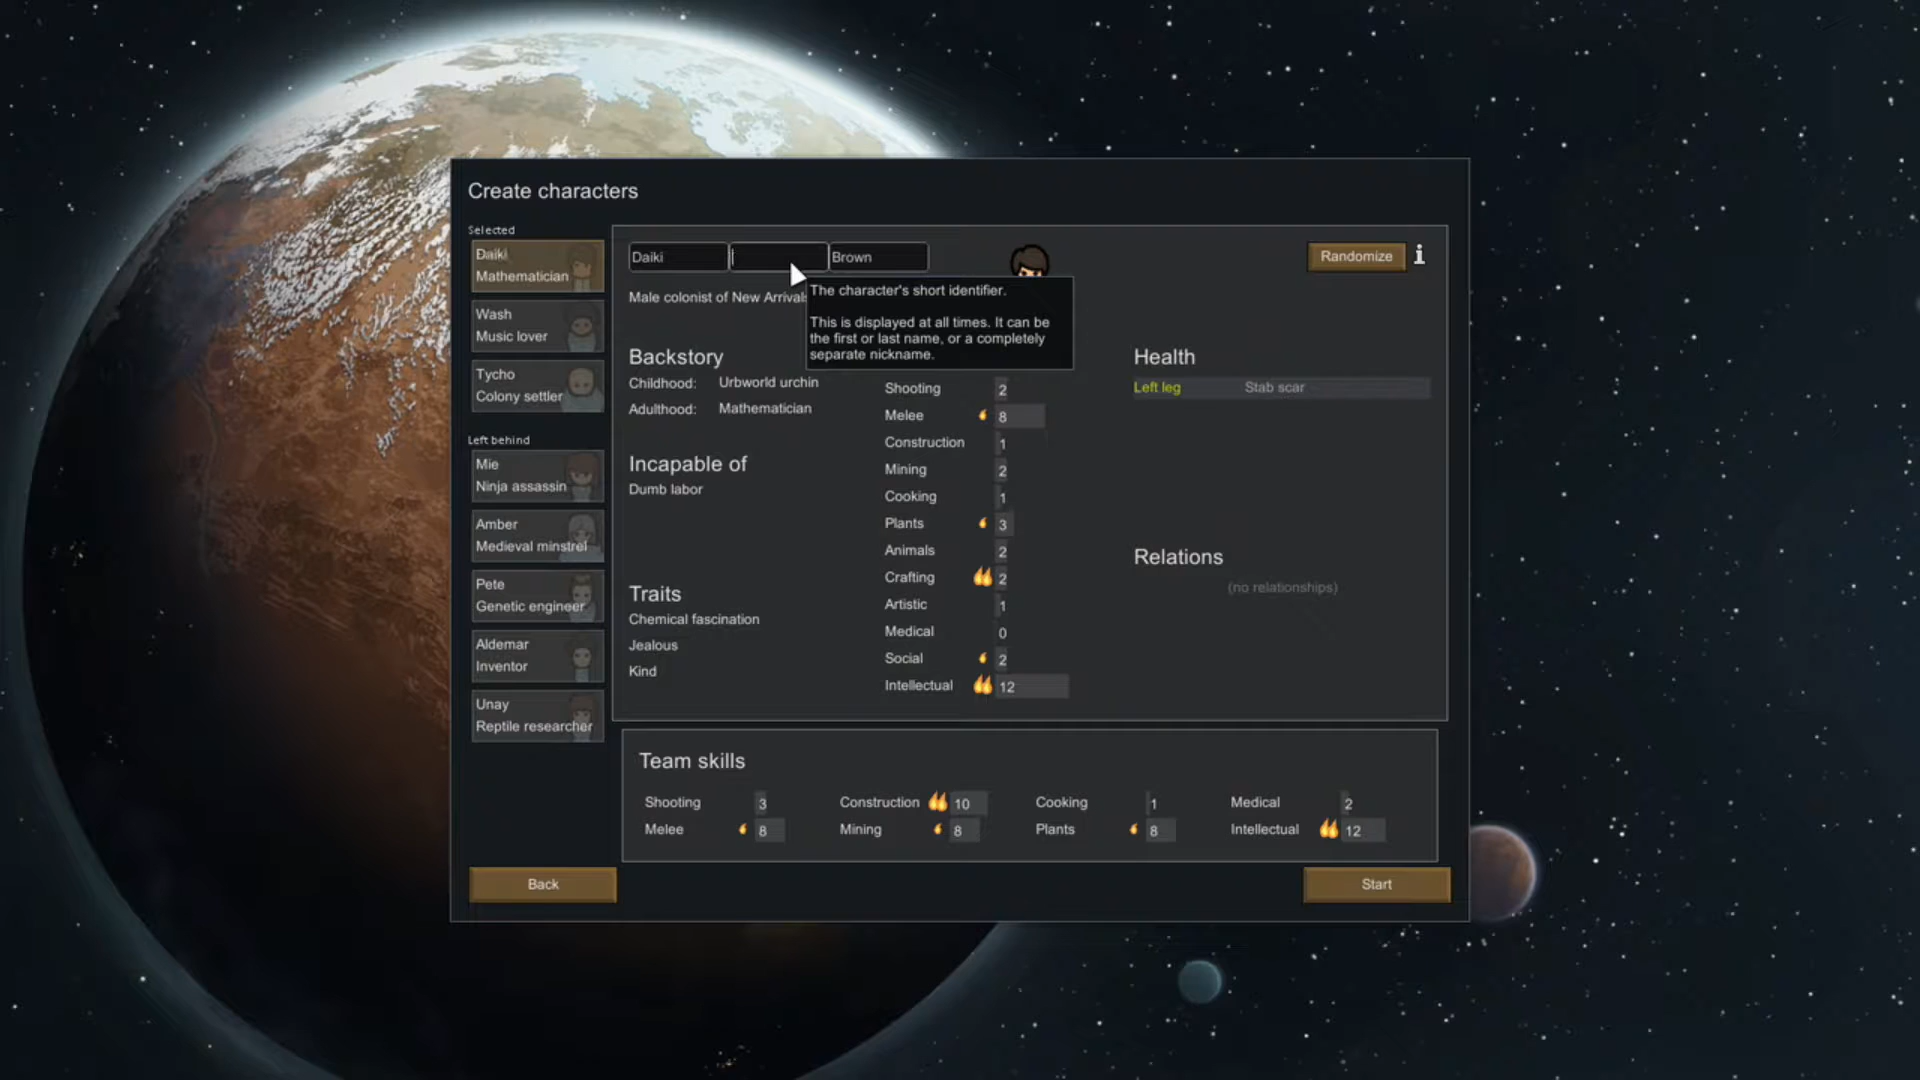 Create characters
Selected
Daiki
Mathematician
Wash
Music lover
Tycho
Colony settler
Left behind
Mie
Ninja assassin
Amber
Medieval minstrel
Pete
Genetic engineer
Aldemar
Inventor
Unay
Reptile researcher
Daiki
Brown
Randomize
i
Male colonist of New Arrivals
The character's short identifier.
This is displayed at all times. It can be
the first or last name, or a completely
separate nickname.
Backstory
Childhood: Urbworld urchin
Adulthood: Mathematician
Incapable of
Dumb labor
Traits
Chemical fascination
Jealous
Kind
Shooting 2
Melee 8
Construction 1
Mining 2
Cooking 1
Plants 3
Animals 2
Crafting 2
Artistic 1
Medical 0
Social 2
Intellectual 12
Health
Left leg Stab scar
Relations
(no relationships)
Team skills
Shooting 3 Construction 10 Cooking 1 Medical 2
Melee 8 Mining 8 Plants 8 Intellectual 12
Back
Start